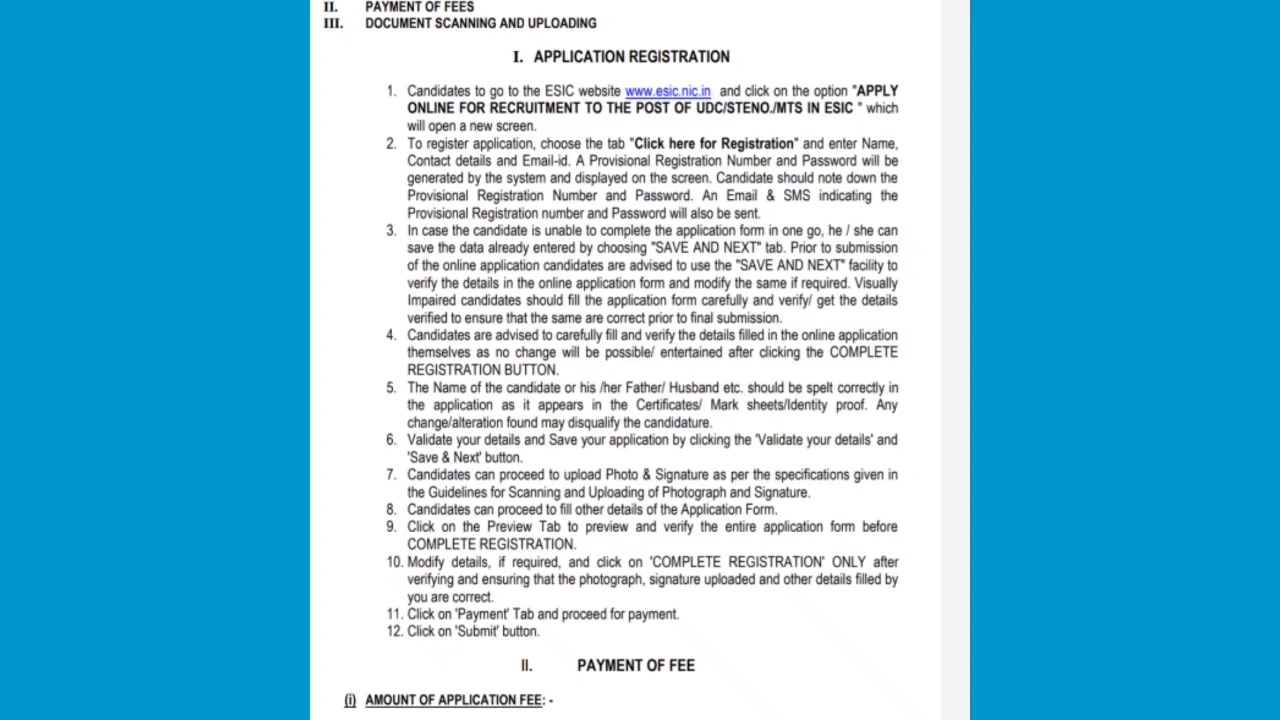 II. PAYMENT OF FEES
III. DOCUMENT SCANNING AND UPLOADING
I. APPLICATION REGISTRATION
1. Candidates to go to the ESIC website www.esic.nic.in and click on the option "APPLY
ONLINE FOR RECRUITMENT TO THE POST OF UDC/STENO./MTS IN ESIC " which
will open a new screen.
2. To register application, choose the tab "Click here for Registration" and enter Name,
Contact details and Email-id. A Provisional Registration Number and Password will be
generated by the system and displayed on the screen. Candidate should note down the
Provisional Registration Number and Password. An Email & SMS indicating the
Provisional Registration number and Password will also be sent.
3. In case the candidate is unable to complete the application form in one go, he / she can
save the data already entered by choosing "SAVE AND NEXT" tab. Prior to submission
of the online application candidates are advised to use the "SAVE AND NEXT" facility to
verify the details in the online application form and modify the same if required. Visually
Impaired candidates should fill the application form carefully and verify/ get the details
verified to ensure that the same are correct prior to final submission.
4. Candidates are advised to carefully fill and verify the details filled in the online application
themselves as no change will be possible/ entertained after clicking the COMPLETE
REGISTRATION BUTTON.
5. The Name of the candidate or his /her Father/ Husband etc. should be spelt correctly in
the application as it appears in the Certificates/ Mark sheets/Identity proof. Any
change/alteration found may disqualify the candidature.
6. Validate your details and Save your application by clicking the 'Validate your details' and
'Save & Next' button.
7. Candidates can proceed to upload Photo & Signature as per the specifications given in
the Guidelines for Scanning and Uploading of Photograph and Signature.
8. Candidates can proceed to fill other details of the Application Form.
9. Click on the Preview Tab to preview and verify the entire application form before
COMPLETE REGISTRATION.
10. Modify details, if required, and click on 'COMPLETE REGISTRATION' ONLY after
verifying and ensuring that the photograph, signature uploaded and other details filled by
you are correct.
11. Click on 'Payment' Tab and proceed for payment.
12. Click on 'Submit' button.
II. PAYMENT OF FEE
(i) AMOUNT OF APPLICATION FEE: -